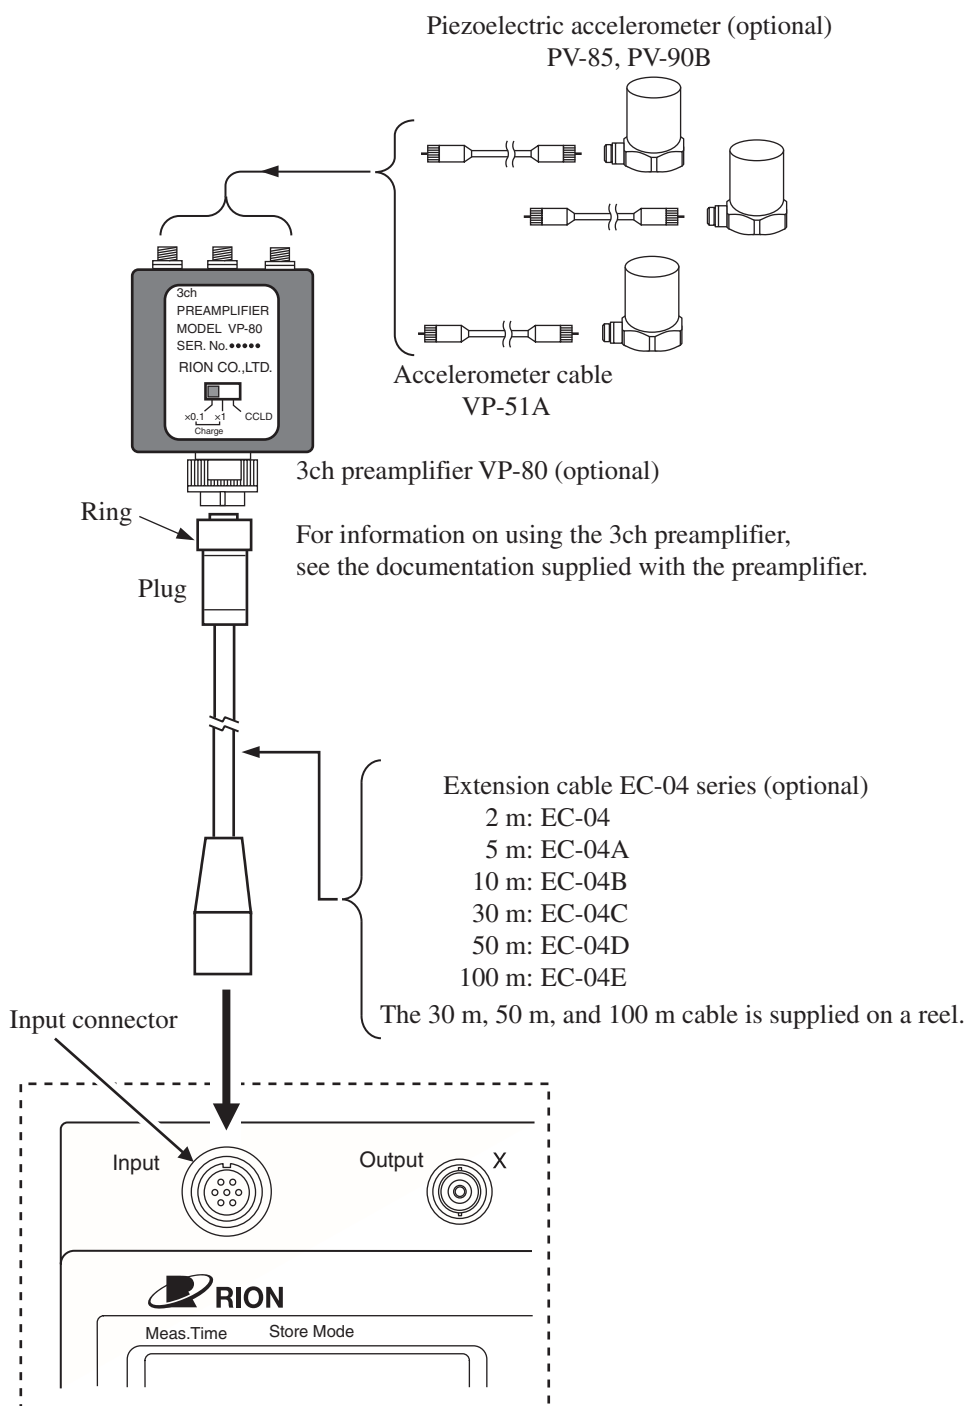 Piezoelectric accelerometer (optional)
PV-85, PV-90B
3ch
PREAMPLIFIER
MODEL VP-80
SER. No.●●●●●
RION CO.,LTD.
×0.1 ×1 CCLD
Charge
Accelerometer cable
VP-51A
3ch preamplifier VP-80 (optional)
Ring
For information on using the 3ch preamplifier,
see the documentation supplied with the preamplifier.
Plug
Extension cable EC-04 series (optional)
2 m: EC-04
5 m: EC-04A
10 m: EC-04B
30 m: EC-04C
50 m: EC-04D
100 m: EC-04E
The 30 m, 50 m, and 100 m cable is supplied on a reel.
Input connector
Input
Output X
RION
Meas.Time Store Mode